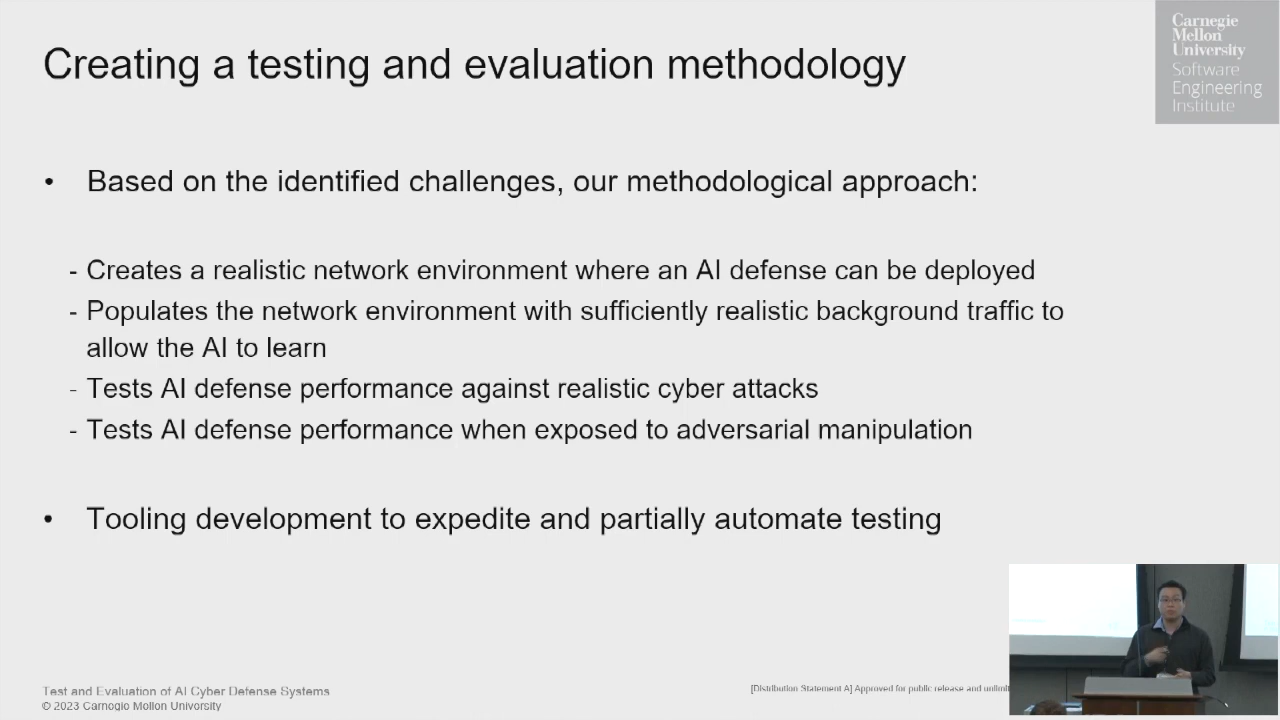 Creating a testing and evaluation methodology
Carnegie
Mellon
University
Software
Engineering
Institute
• Based on the identified challenges, our methodological approach:
- Creates a realistic network environment where an AI defense can be deployed
- Populates the network environment with sufficiently realistic background traffic to
allow the AI to learn
- Tests AI defense performance against realistic cyber attacks
- Tests AI defense performance when exposed to adversarial manipulation
• Tooling development to expedite and partially automate testing
Test and Evaluation of AI Cyber Defense Systems
© 2023 Carnegie Mellon University
[Distribution Statement A] Approved for public release and